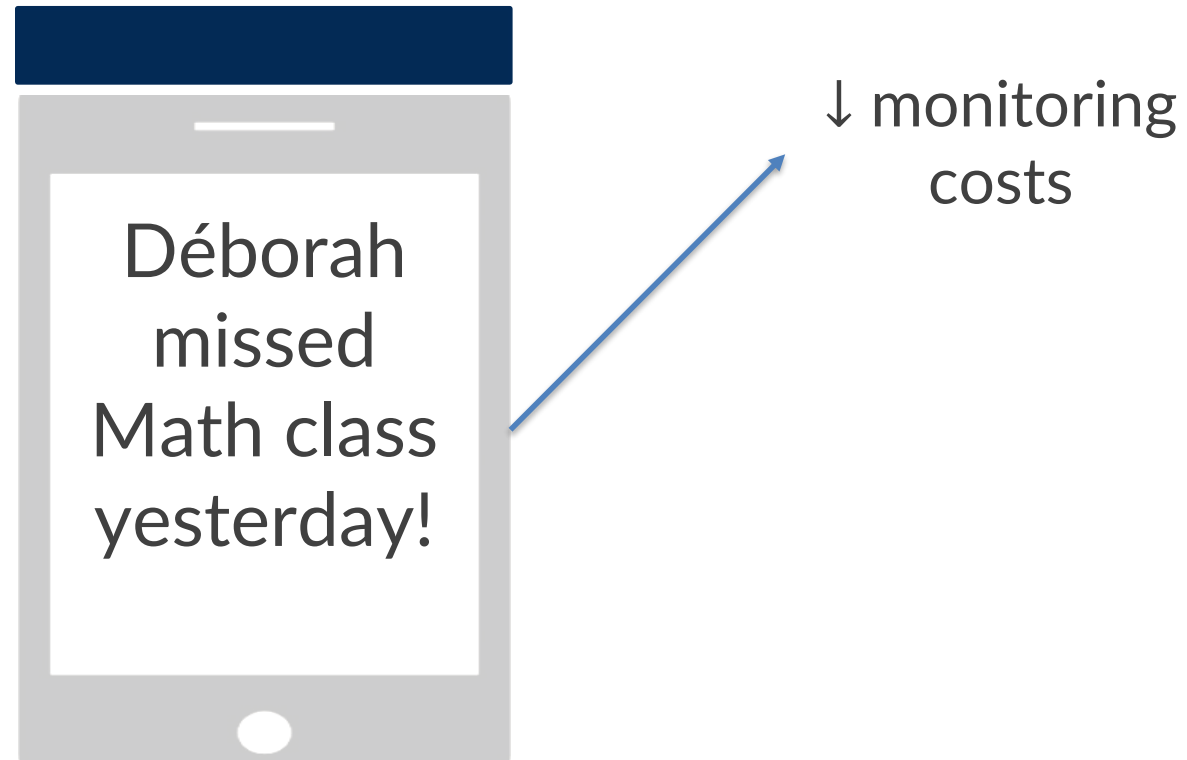 Déborah
missed
Math class
yesterday!
↓ monitoring
costs